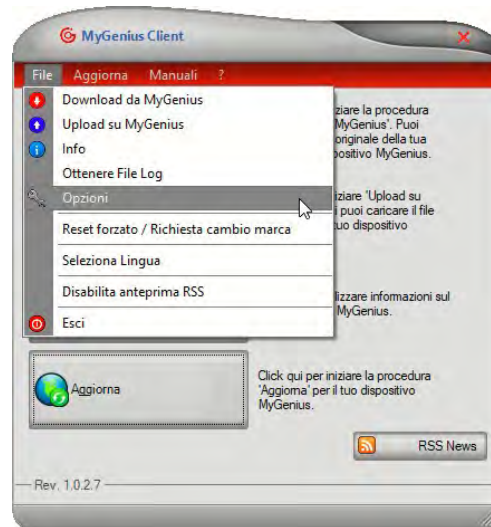 MyGenius Client
File Aggiorna Manuali ?
Download da MyGenius
Upload su MyGenius
Info
Ottenere File Log
Opzioni
Reset forzato / Richiesta cambio marca
Seleziona Lingua
Disabilita anteprima RSS
Esci
ziare la procedura
MyGenius'. Puoi
originale della tua
positivo MyGenius.
iziare 'Upload su
i puoi caricare il file
tuo dispositivo
lizzare informazioni sul
MyGenius.
Aggiorna
Click qui per iniziare la procedura
'Aggiorna' per il tuo dispositivo
MyGenius.
RSS News
Rev. 1.0.2.7